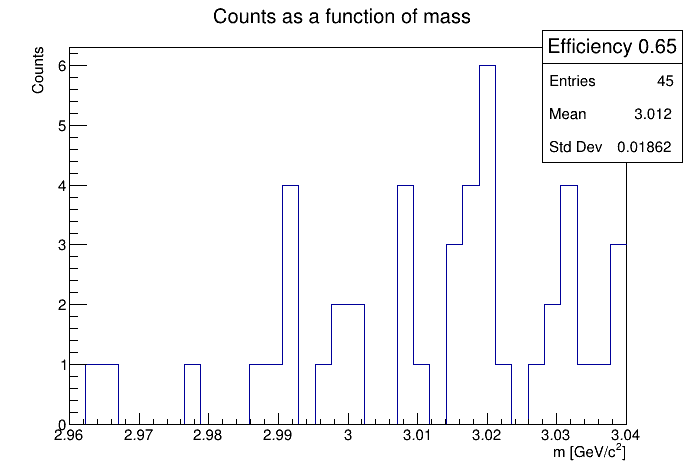 Counts as a function of mass
Counts
Efficiency 0.65
Entries 45
Mean 3.012
Std Dev 0.01862
6
5
4
3
2
1
0
2.96 2.97 2.98 2.99 3 3.01 3.02 3.03 3.04
m [GeV/c²]